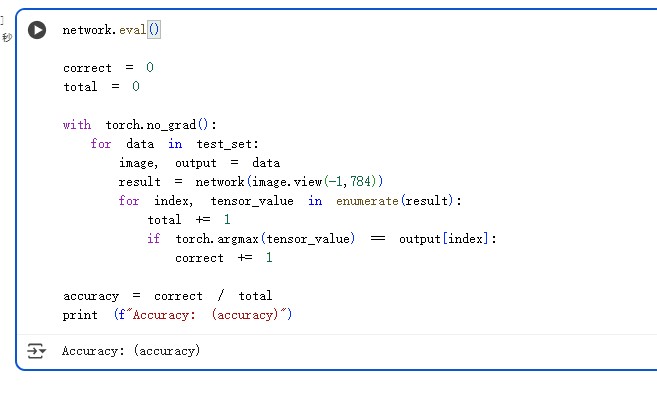 ]
秒
network.eval()
correct = 0
total = 0
with torch.no_grad():
    for data in test_set:
        image, output = data
        result = network(image.view(-1,784))
        for index, tensor_value in enumerate(result):
            total += 1
            if torch.argmax(tensor_value) == output[index]:
                correct += 1
accuracy = correct / total
print (f"Accuracy: (accuracy)")
Accuracy: (accuracy)